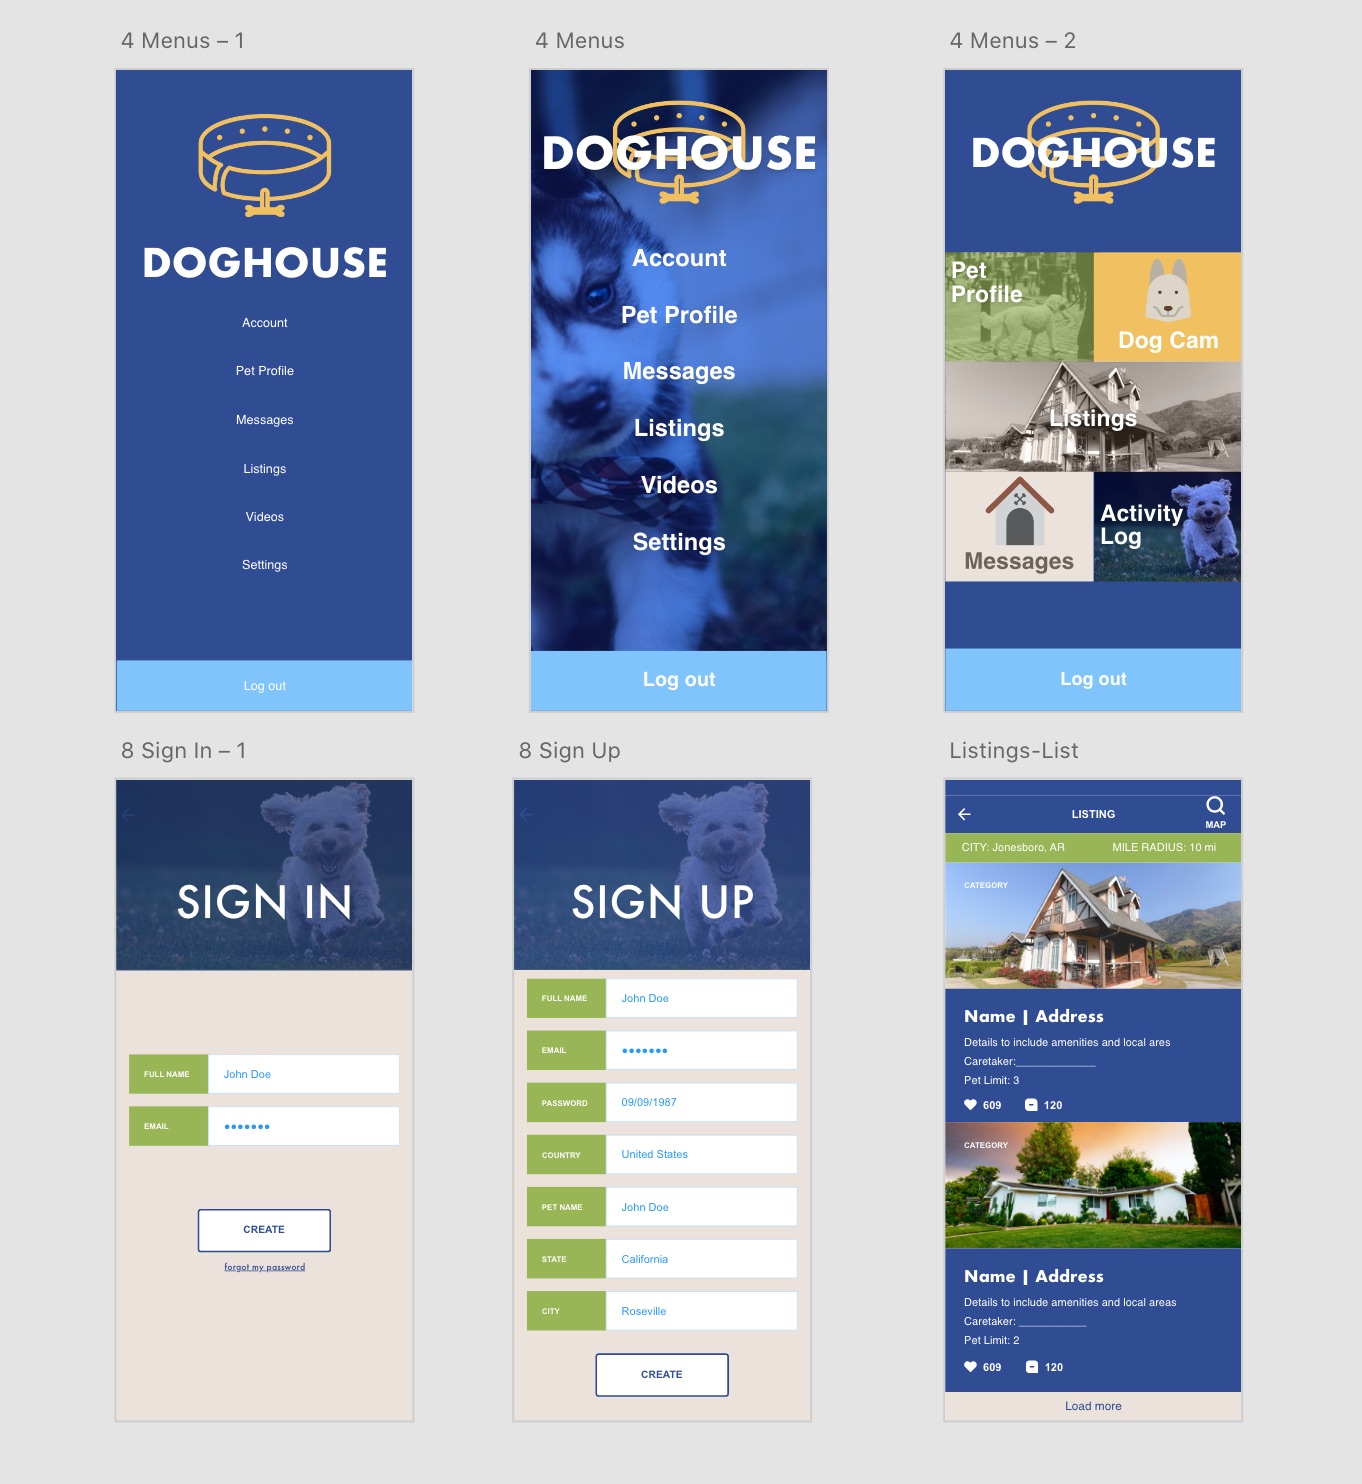 4 Menus – 1
DOGHOUSE
Account
Pet Profile
Messages
Listings
Videos
Settings
Log out
4 Menus
DOGHOUSE
Account
Pet Profile
Messages
Listings
Videos
Settings
Log out
4 Menus – 2
DOGHOUSE
Pet
Profile
Dog Cam
Listings
Messages
Activity
Log
Log out
8 Sign In – 1
SIGN IN
FULL NAME John Doe
EMAIL •••••••
CREATE
forgot my password
8 Sign Up
SIGN UP
FULL NAME John Doe
EMAIL •••••••
PASSWORD 09/09/1987
COUNTRY United States
PET NAME John Doe
STATE California
CITY Roseville
CREATE
Listings-List
LISTING
MAP
CITY: Jonesboro, AR MILE RADIUS: 10 mi
CATEGORY
Name | Address
Details to include amenities and local ares
Caretaker:_____________
Pet Limit: 3
609 120
CATEGORY
Name | Address
Details to include amenities and local areas
Caretaker: ___________
Pet Limit: 2
609 120
Load more